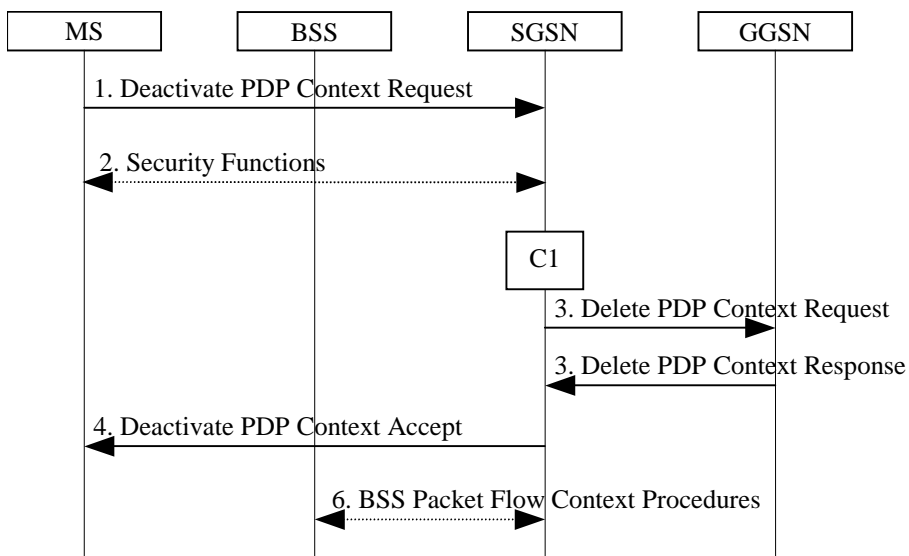 MS
BSS
SGSN
GGSN
1. Deactivate PDP Context Request
2. Security Functions
C1
3. Delete PDP Context Request
3. Delete PDP Context Response
4. Deactivate PDP Context Accept
6. BSS Packet Flow Context Procedures